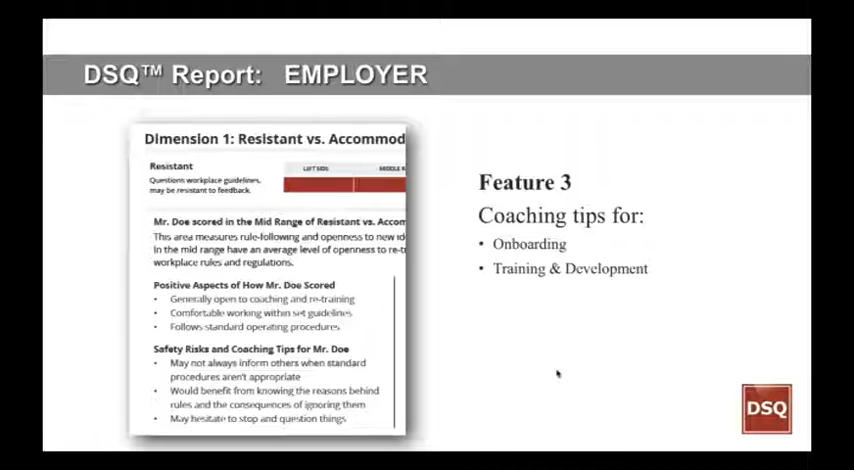 DSQ™ Report: EMPLOYER
Dimension 1: Resistant vs. Accommod
Resistant
LEFT SIDE
MIDDLE R
Questions workplace guidelines,
may be resistant to feedback.
Mr. Doe scored in the Mid Range of Resistant vs. Accom
This area measures rule-following and openness to new id
In the mid range have an average level of openness to re-t
workplace rules and regulations.
Positive Aspects of How Mr. Doe Scored
• Generally open to coaching and re-training
• Comfortable working within set guidelines
• Follows standard operating procedures
Safety Risks and Coaching Tips for Mr. Doe
• May not always inform others when standard
procedures aren't appropriate
• Would benefit from knowing the reasons behind
rules and the consequences of ignoring them
• May hesitate to stop and question things
Feature 3
Coaching tips for:
• Onboarding
• Training & Development
DSQ